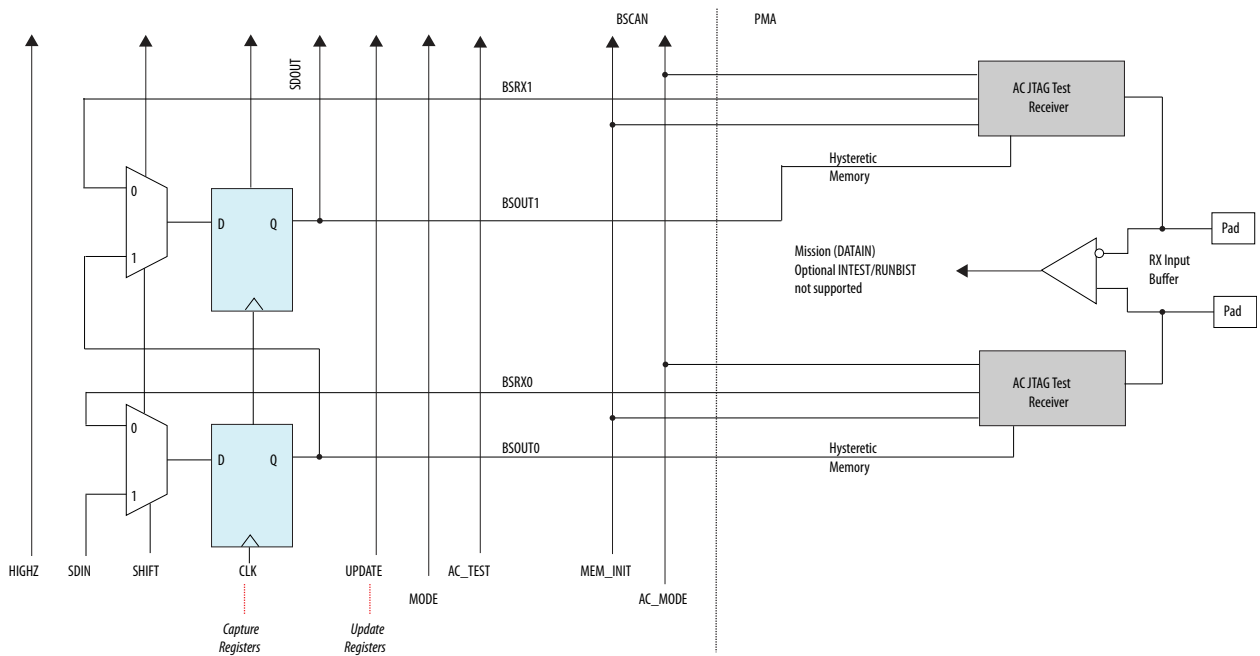 BSCAN
PMA
SDOUT
BSRX1
AC JTAG Test
Receiver
0
Hysteretic
Memory
D
Q
BSOUT1
1
Pad
Mission (DATAIN)
Optional INTEST/RUNBIST
not supported
RX Input
Buffer
Pad
BSRX0
AC JTAG Test
Receiver
0
D
Q
BSOUT0
Hysteretic
Memory
1
HIGHZ
SDIN
SHIFT
CLK
UPDATE
AC_TEST
MEM_INIT
MODE
AC_MODE
Capture
Registers
Update
Registers